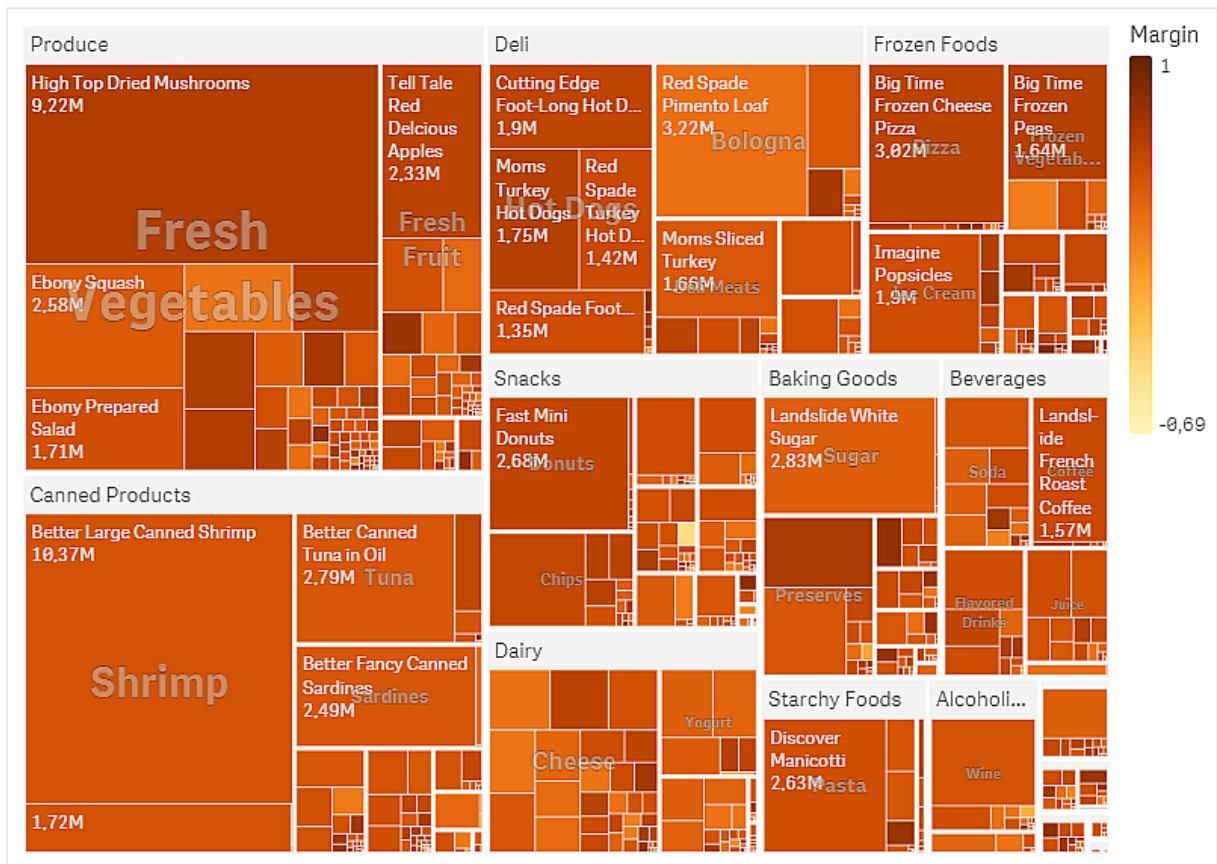 Produce
High Top Dried Mushrooms
9,22M
Tell Tale
Red
Delcious
Apples
2,33M
Fresh
Vegetables
Fresh
Fruit
Ebony Squash
2,58M
Ebony Prepared
Salad
1,71M
Canned Products
Better Large Canned Shrimp
10,37M
Shrimp
1,72M
Better Canned
Tuna in Oil
2,79M
Tuna
Better Fancy Canned
Sardines
2,49M
Sardines
Deli
Cutting Edge
Foot-Long Hot D...
1,9M
Moms
Turkey
Hot Dogs
1,75M
Red
Spade
Turkey
Hot D...
1,42M
Hot Dogs
Red Spade Foot...
1,35M
Red Spade
Pimento Loaf
3,22M
Bologna
Moms Sliced
Turkey
1,66M
Deli Meats
Frozen Foods
Big Time
Frozen Cheese
Pizza
3,02M
Pizza
Big Time
Frozen
Peas
1,64M
Frozen
Vegetab...
Imagine
Popsicles
1,9M
Ice Cream
Snacks
Fast Mini
Donuts
2,68M
Donuts
Chips
Baking Goods
Landslide White
Sugar
2,83M
Sugar
Preserves
Beverages
Soda
Landsl-
ide
French
Roast
Coffee
1,57M
Coffee
Flavored
Drinks
Juice
Dairy
Cheese
Yogurt
Starchy Foods
Discover
Manicotti
2,63M
Pasta
Alcoholi...
Wine
Margin
1
-0,69